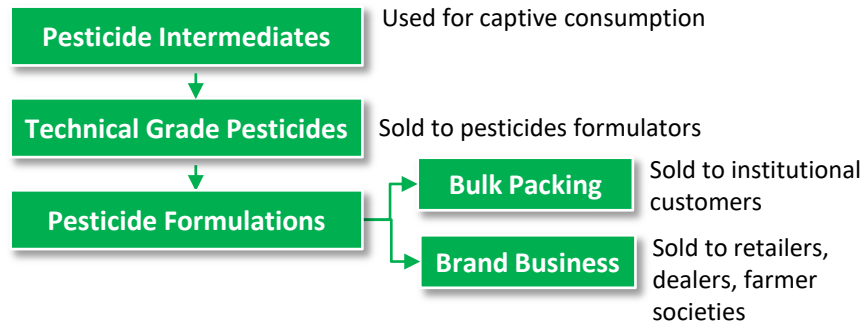 Pesticide Intermediates
Used for captive consumption
Technical Grade Pesticides
Sold to pesticides formulators
Pesticide Formulations
Bulk Packing
Sold to institutional
customers
Brand Business
Sold to retailers,
dealers, farmer
societies